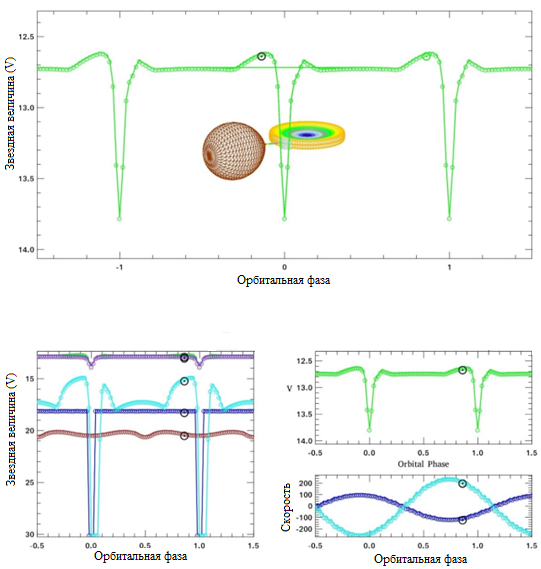 12.5
13.0
13.5
14.0
Звездная величина (V)
-1 0 1
Орбитальная фаза
15
20
25
30
Звездная величина (V)
-0.5 0.0 0.5 1.0 1.5
Орбитальная фаза
12.5
13.0
13.5
14.0
V
-0.5 0.0 0.5 1.0 1.5
Orbital Phase
200
100
0
-100
-200
Скорость
-0.5 0.0 0.5 1.0 1.5
Орбитальная фаза